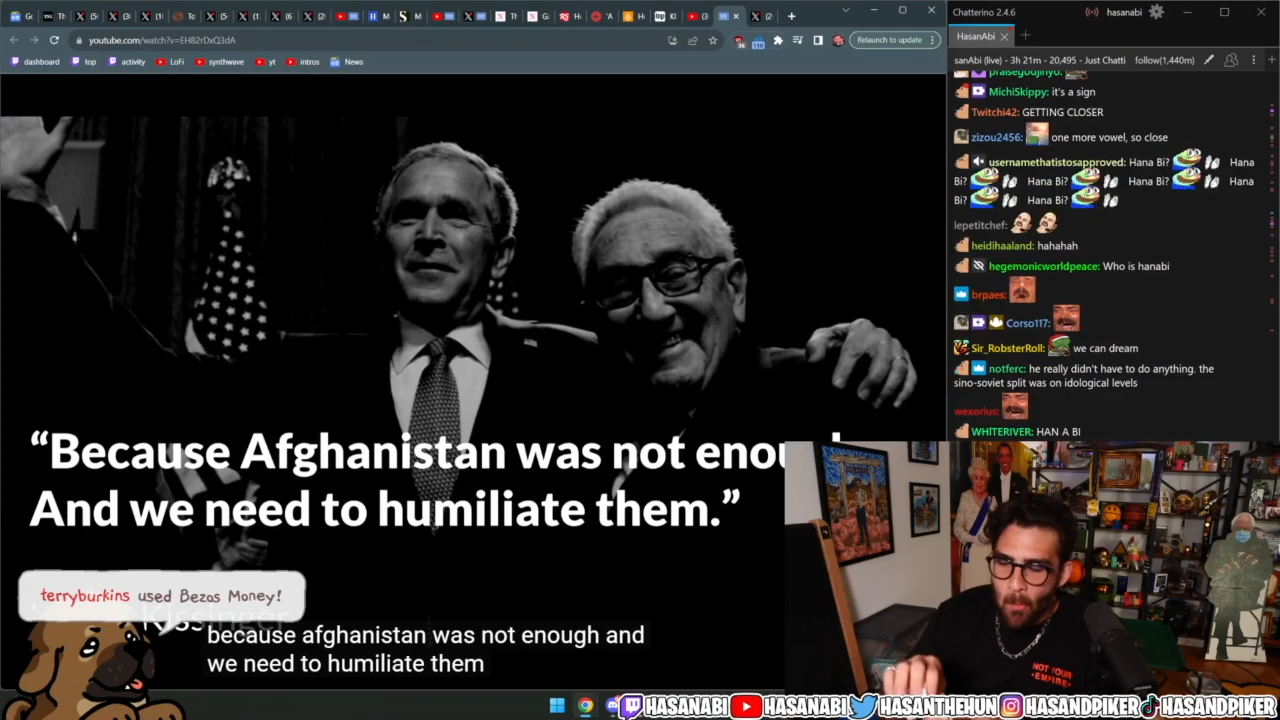 youtube.com/watch?v=EH82rDxQ3dA
Relaunch to update
dashboard
top
activity
LoFi
synthwave
yt
intros
News
Chatterino 2.4.6
hasanabi
HasanAbi
sanAbi (live) - 3h 21m - 20,495 - Just Chatti
follow(1,440m)
MichiSkippy: it's a sign
Twitchi42: GETTING CLOSER
zizou2456: one more vowel, so close
usernamethatistosapproved: Hana Bi? Hana
Bi? Hana Bi? Hana Bi? Hana
Bi? Hana Bi?
lepetitchef:
heidihaaland: hahahah
hegemonicworldpeace: Who is hanabi
brpaes:
Corso117:
Sir_RobsterRoll: we can dream
notferc: he really didn't have to do anything. the
sino-soviet split was on idological levels
wexorius:
WHITERIVER: HAN A BI
“Because Afghanistan was not enou
And we need to humiliate them.”
terryburkins used Bezos Money!
Kissinger
because afghanistan was not enough and
we need to humiliate them
NOT YOUR
EMPIRE
HASANABI
HASANABI
HASANTHEHUN
HASANDPIKER
HASANDPIKER